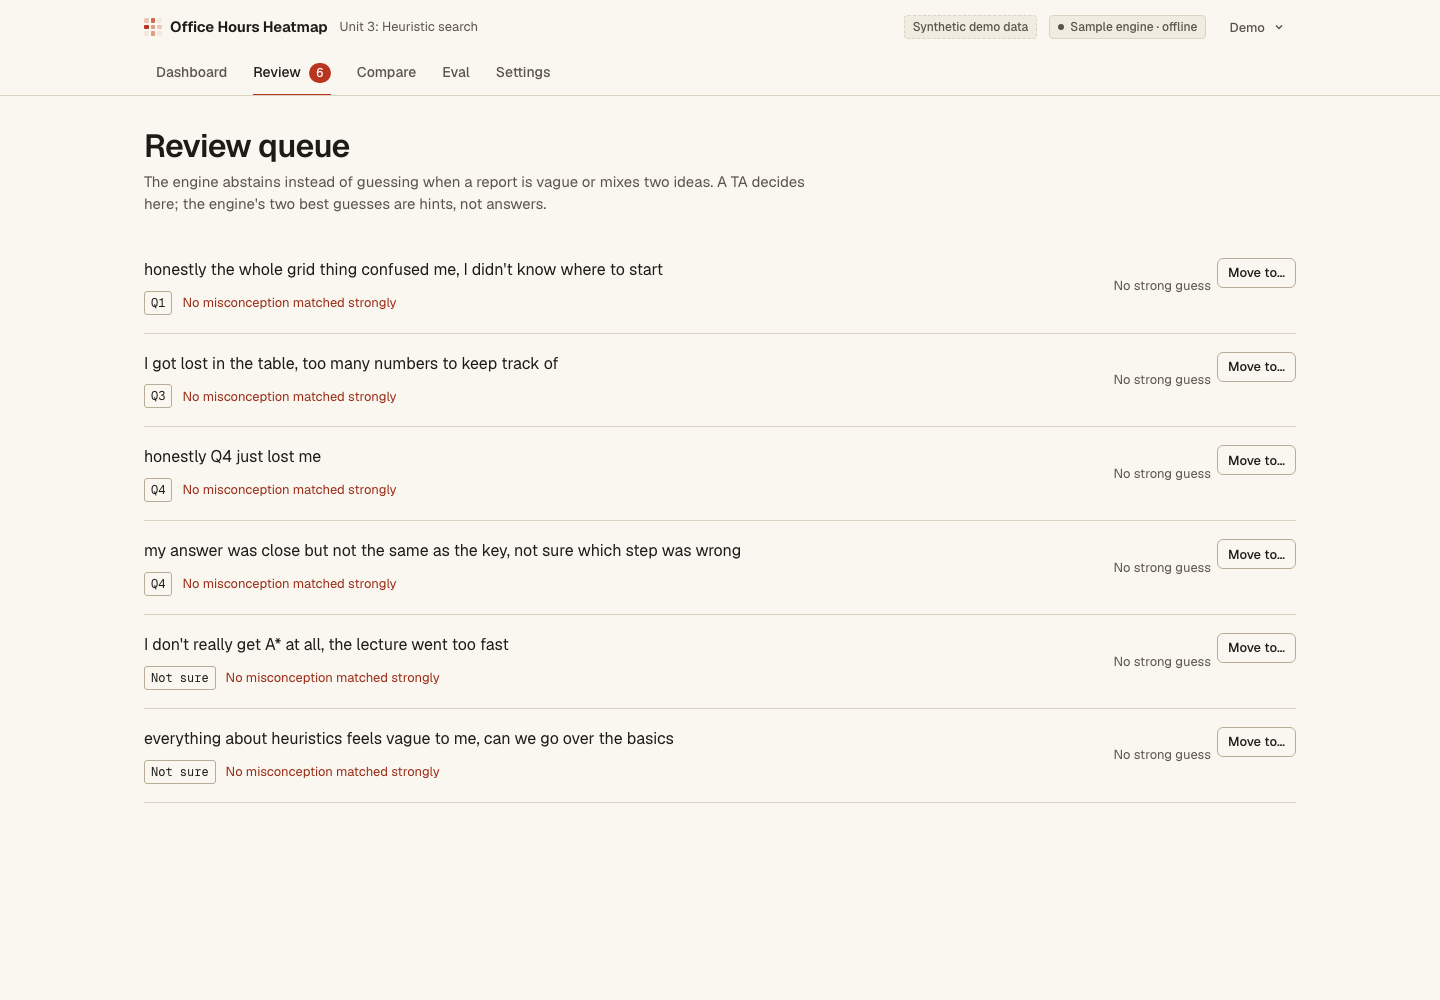 Office Hours Heatmap Unit 3: Heuristic search Synthetic demo data Sample engine · offline Demo
Dashboard Review 6 Compare Eval Settings
Review queue
The engine abstains instead of guessing when a report is vague or mixes two ideas. A TA decides
here; the engine's two best guesses are hints, not answers.
honestly the whole grid thing confused me, I didn't know where to start
Q1 No misconception matched strongly
No strong guess Move to...
I got lost in the table, too many numbers to keep track of
Q3 No misconception matched strongly
No strong guess Move to...
honestly Q4 just lost me
Q4 No misconception matched strongly
No strong guess Move to...
my answer was close but not the same as the key, not sure which step was wrong
Q4 No misconception matched strongly
No strong guess Move to...
I don't really get A* at all, the lecture went too fast
Not sure No misconception matched strongly
No strong guess Move to...
everything about heuristics feels vague to me, can we go over the basics
Not sure No misconception matched strongly
No strong guess Move to...